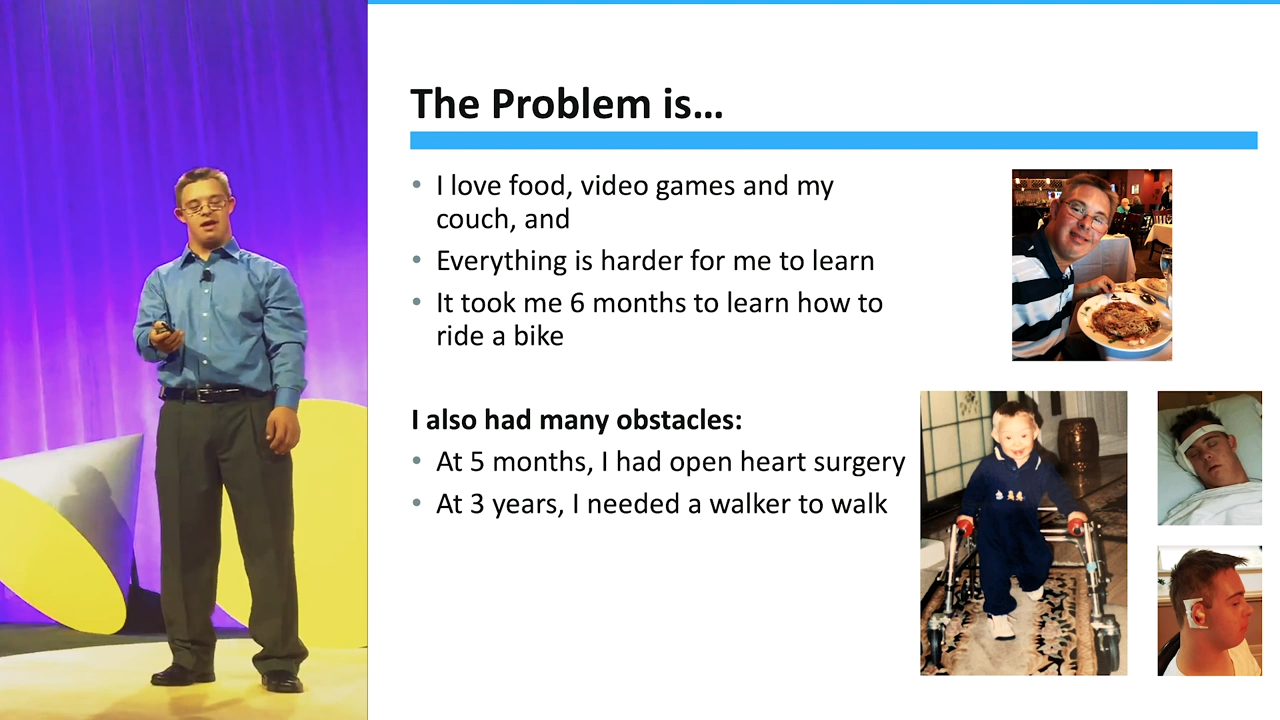 The Problem is…
• I love food, video games and my
couch, and
• Everything is harder for me to learn
• It took me 6 months to learn how to
ride a bike
I also had many obstacles:
• At 5 months, I had open heart surgery
• At 3 years, I needed a walker to walk